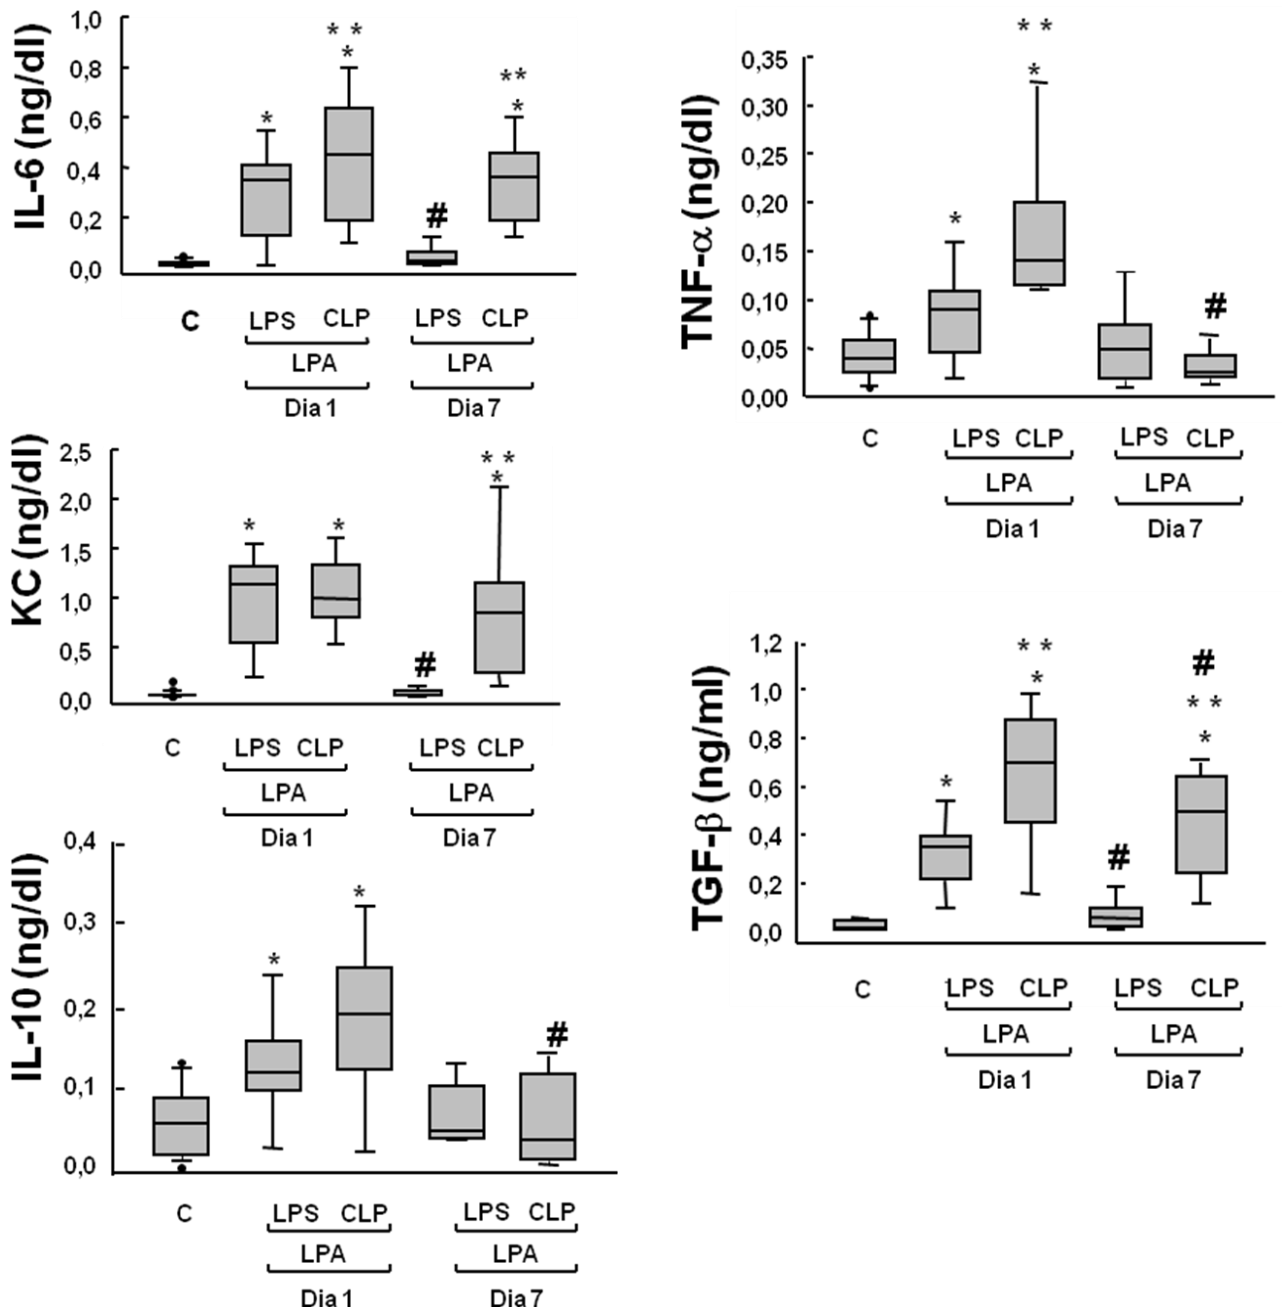 IL-6 (ng/dl)
1,0
0,8
0,6
0,4
0,2
0,0
* *
*
*
**
*
#
C
LPS CLP
LPS CLP
LPA
LPA
Dia 1
Dia 7
TNF-α (ng/dl)
0,35
0,30
0,25
0,20
0,15
0,10
0,05
0,00
* *
*
*
#
C
LPS CLP
LPS CLP
LPA
LPA
Dia 1
Dia 7
KC (ng/dl)
2,5
2,0
1,5
1,0
0,5
0,0
*
*
* *
*
#
C
LPS CLP
LPS CLP
LPA
LPA
Dia 1
Dia 7
TGF-β (ng/ml)
1,2
1,0
0,8
0,6
0,4
0,2
0,0
* *
*
*
#
* *
*
#
C
LPS CLP
LPS CLP
LPA
LPA
Dia 1
Dia 7
IL-10 (ng/dl)
0,4
0,3
0,2
0,1
0,0
*
*
#
C
LPS CLP
LPS CLP
LPA
LPA
Dia 1
Dia 7